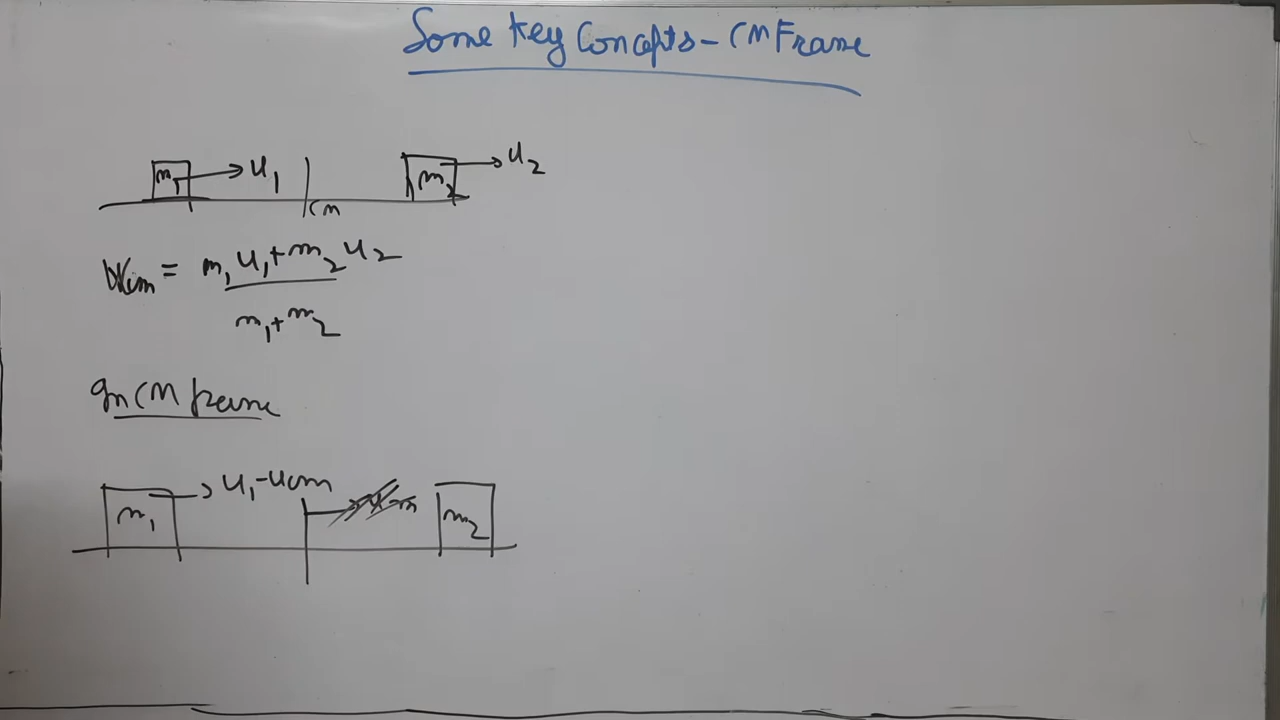 Some Key Concepts - CM Frame
m₁ → u₁ CM m₂ → u₂
= m₁u₁ + m₂u₂
m₁ + m₂
In CM frame
m₁ → u₁ - ucm m₂